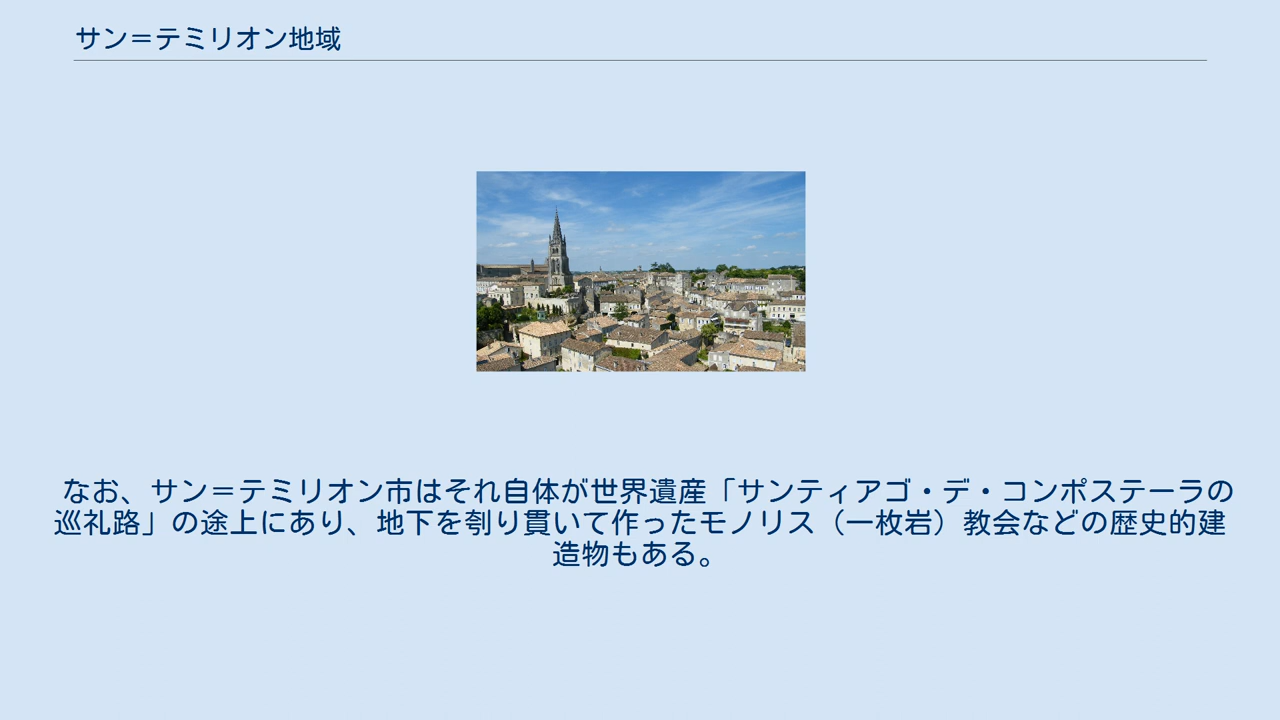 サン＝テミリオン地域
なお、サン＝テミリオン市はそれ自体が世界遺産「サンティアゴ・デ・コンポステーラの
巡礼路」の途上にあり、地下を刳り貫いて作ったモノリス（一枚岩）教会などの歴史的建
造物もある。